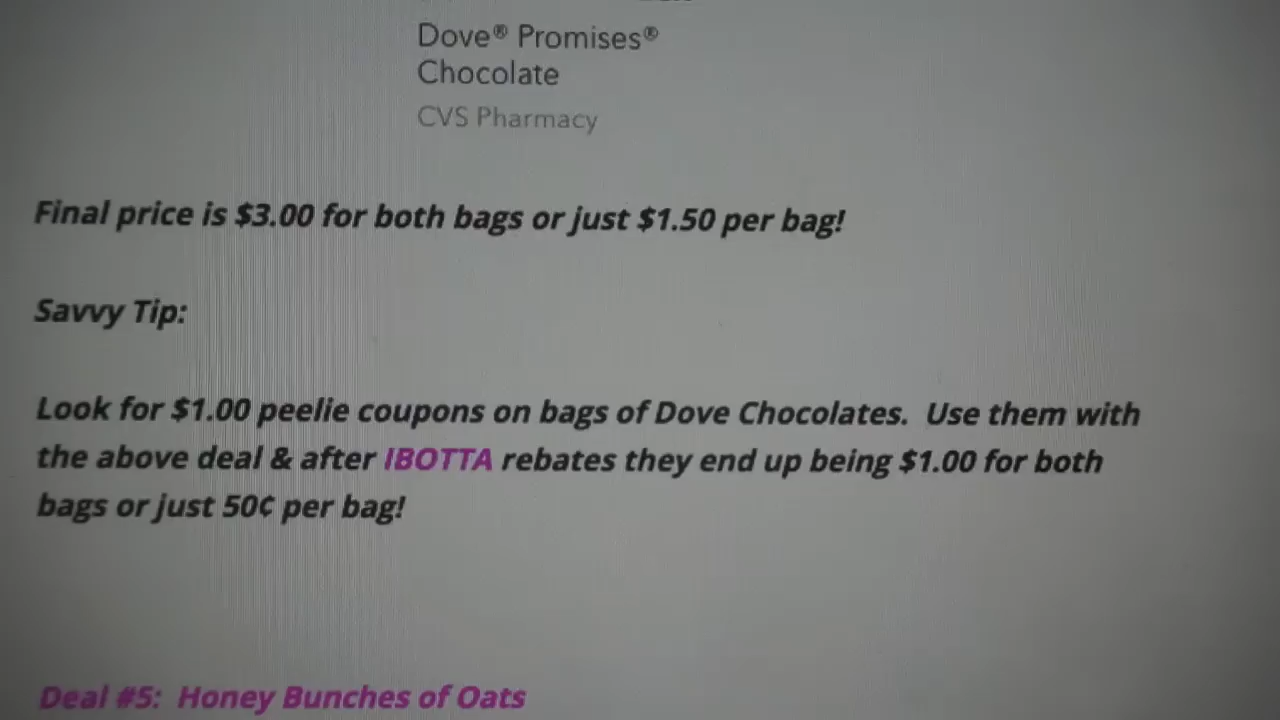 Dove® Promises®
Chocolate
CVS Pharmacy
Final price is $3.00 for both bags or just $1.50 per bag!
Savvy Tip:
Look for $1.00 peelie coupons on bags of Dove Chocolates.  Use them with
the above deal & after IBOTTA rebates they end up being $1.00 for both
bags or just 50¢ per bag!
Deal #5:  Honey Bunches of Oats